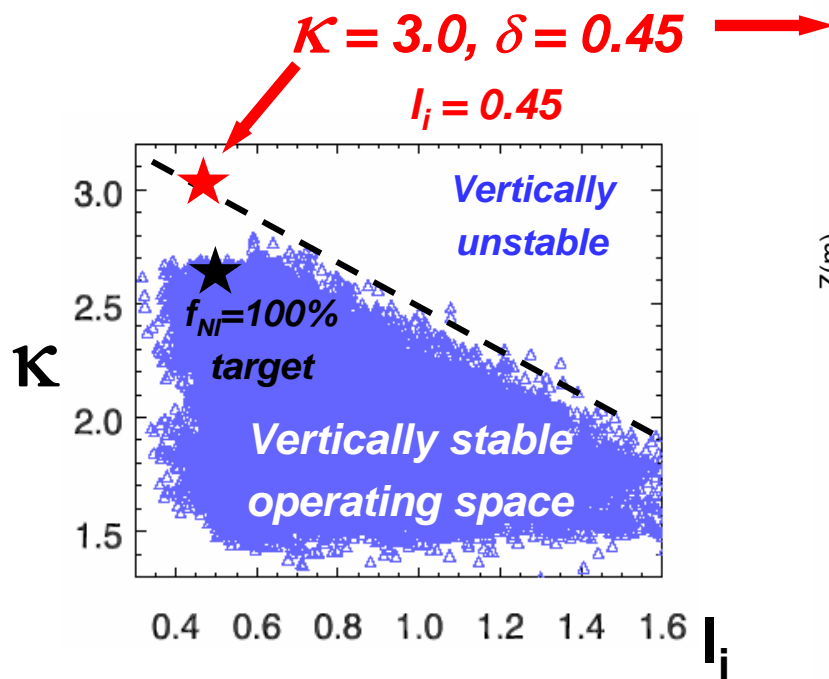 κ = 3.0, δ = 0.45
l_i = 0.45
Vertically
unstable
f_NI=100%
target
Vertically stable
operating space
3.0
2.5
2.0
1.5
κ
0.4 0.6 0.8 1.0 1.2 1.4 1.6
l_i
Z(m)